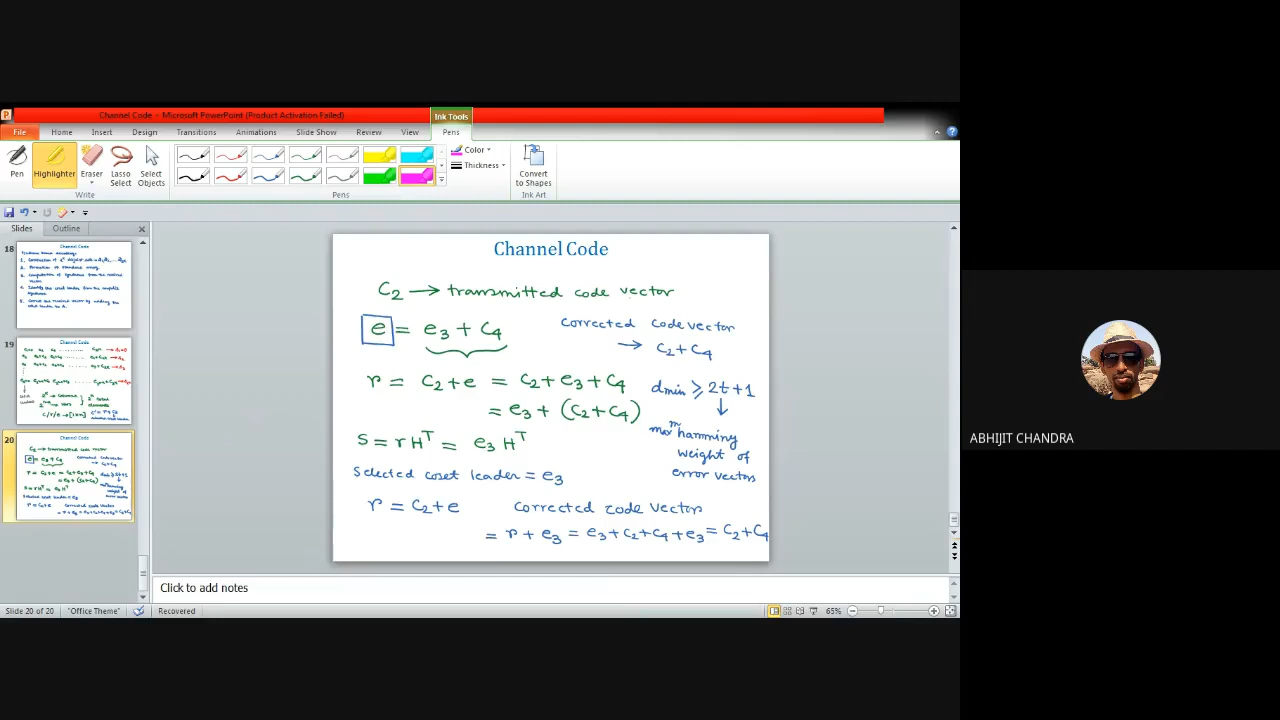 Channel Code - Microsoft PowerPoint (Product Activation Failed)
Ink Tools
File Home Insert Design Transitions Animations Slide Show Review View Pens
Pen Highlighter Eraser Lasso Select Select Objects
Color
Thickness
Convert to Shapes
Write Pens Ink Art
Slides Outline
18
19
20
Channel Code
C₂ → transmitted code vector
e = e₃ + C₄
corrected code vector
→ C₂+C₄
r = C₂+e = C₂+e₃+C₄
= e₃ + (C₂+C₄)
dmin ≥ 2t+1
↓
maxᵐ hamming
weight of
error vectors
S = rHᵀ = e₃Hᵀ
Selected coset leader = e₃
r = C₂+e
corrected code vector
= r + e₃ = e₃+C₂+C₄+e₃ = C₂+C₄
Click to add notes
Slide 20 of 20 "Office Theme" Recovered 65%
ABHIJIT CHANDRA